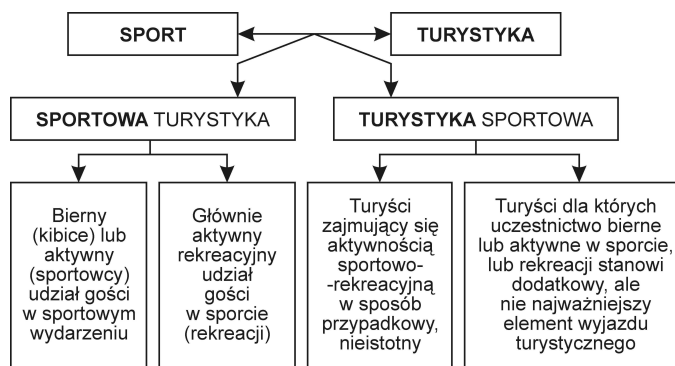 SPORT
TURYSTYKA
SPORTOWA TURYSTYKA
TURYSTYKA SPORTOWA
Bierny
(kibice) lub
aktywny
(sportowcy)
udział gości
w sportowym
wydarzeniu
Głównie
aktywny
rekreacyjny
udział
gości
w sporcie
(rekreacji)
Turyści
zajmujący się
aktywnością
sportowo-
-rekreacyjną
w sposób
przypadkowy,
nieistotny
Turyści dla których
uczestnictwo bierne
lub aktywne w sporcie,
lub rekreacji stanowi
dodatkowy, ale
nie najważniejszy
element wyjazdu
turystycznego